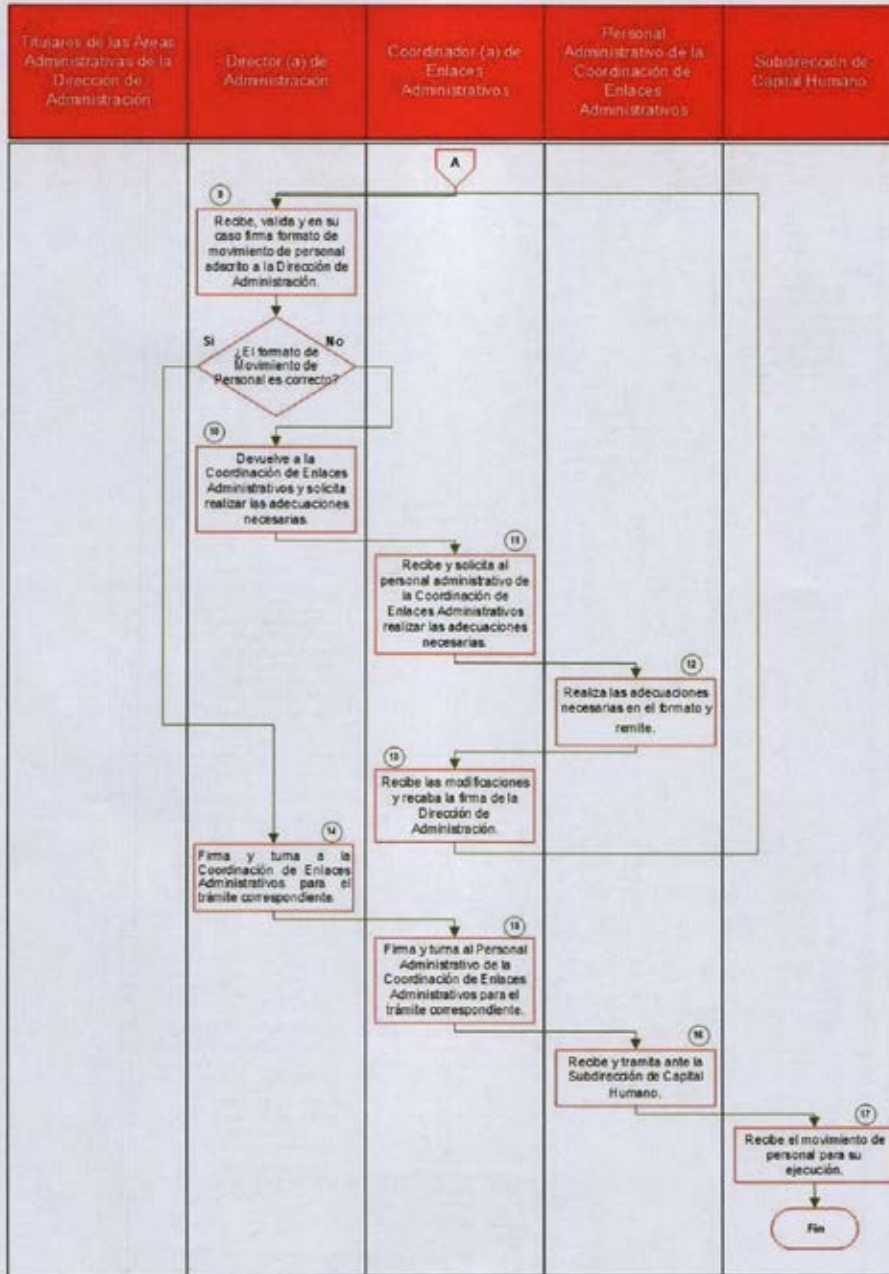 Titulares de las Áreas
Administrativas de la
Dirección de
Administración
Director (a) de
Administración
Coordinador (a) de
Enlaces
Administrativos
Personal
Administrativo de la
Coordinación de
Enlaces
Administrativos
Subdirección de
Capital Humano
A
9
Recibe, valida y en su
caso firma formato de
movimiento de personal
adscrito a la Dirección de
Administración.
Si
No
¿El formato de
Movimiento de
Personal es correcto?
10
Devuelve a la
Coordinación de Enlaces
Administrativos y solicita
realizar las adecuaciones
necesarias.
11
Recibe y solicita al
personal administrativo de
la Coordinación de
Enlaces Administrativos
realizar las adecuaciones
necesarias.
12
Realiza las adecuaciones
necesarias en el formato y
remite.
13
Recibe las modificaciones
y recaba la firma de la
Dirección de
Administración.
14
Firma y turna a la
Coordinación de Enlaces
Administrativos para el
trámite correspondiente.
15
Firma y turna al Personal
Administrativo de la
Coordinación de Enlaces
Administrativos para el
trámite correspondiente.
16
Recibe y tramita ante la
Subdirección de Capital
Humano.
17
Recibe el movimiento de
personal para su
ejecución.
Fin